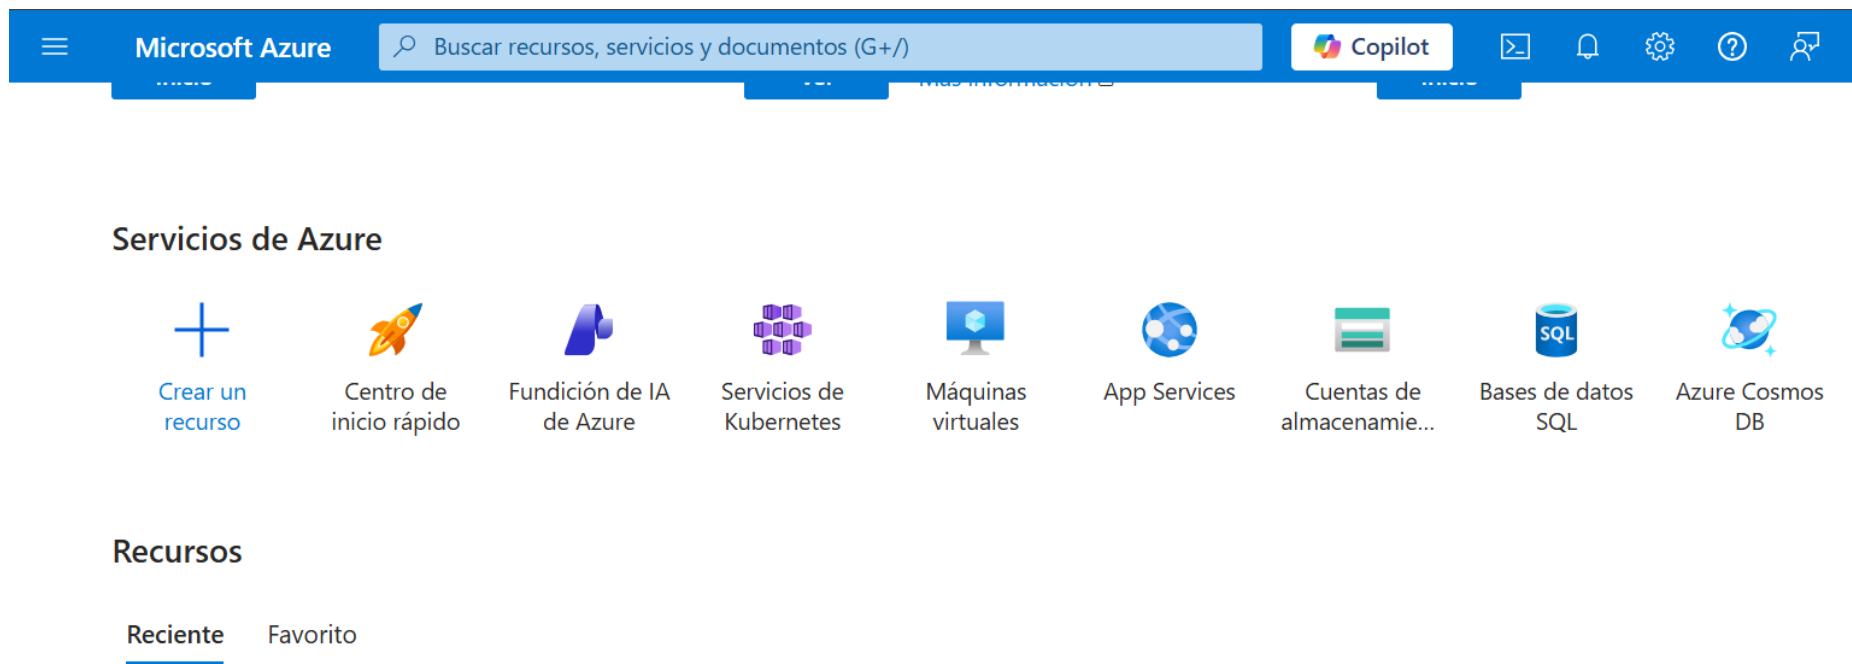 Microsoft Azure
Buscar recursos, servicios y documentos (G+/)
Copilot
Servicios de Azure
Crear un
recurso
Centro de
inicio rápido
Fundición de IA
de Azure
Servicios de
Kubernetes
Máquinas
virtuales
App Services
Cuentas de
almacenamie...
Bases de datos
SQL
Azure Cosmos
DB
Recursos
Reciente
Favorito